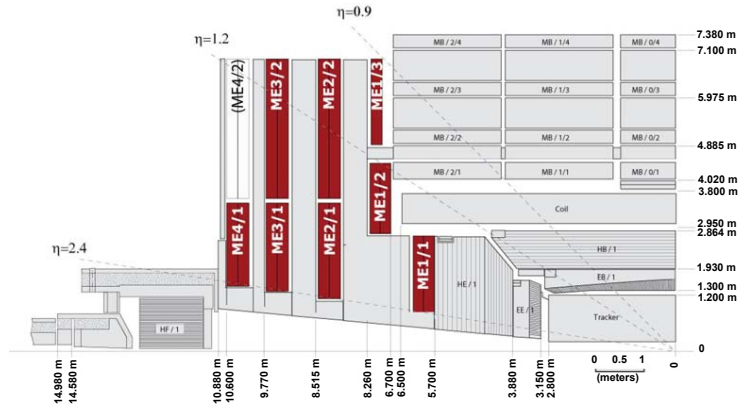 η=0.9
η=1.2
η=2.4
MB / 2/4
MB / 1/4
MB / 0/4
MB / 2/3
MB / 1/3
MB / 0/3
MB / 2/2
MB / 1/2
MB / 0/2
MB / 2/1
MB / 1/1
MB / 0/1
(ME4/2)
ME3/2
ME2/2
ME1/3
ME4/1
ME3/1
ME2/1
ME1/2
ME1/1
Coil
HB / 1
HE / 1
EB / 1
EE / 1
Tracker
HF / 1
7.380 m
7.100 m
5.975 m
4.885 m
4.020 m
3.800 m
2.950 m
2.864 m
1.930 m
1.300 m
1.200 m
0
0 0.5 1
(meters)
14.980 m
14.580 m
10.880 m
10.600 m
9.770 m
8.515 m
8.260 m
6.700 m
6.500 m
5.700 m
3.880 m
3.150 m
2.800 m
0